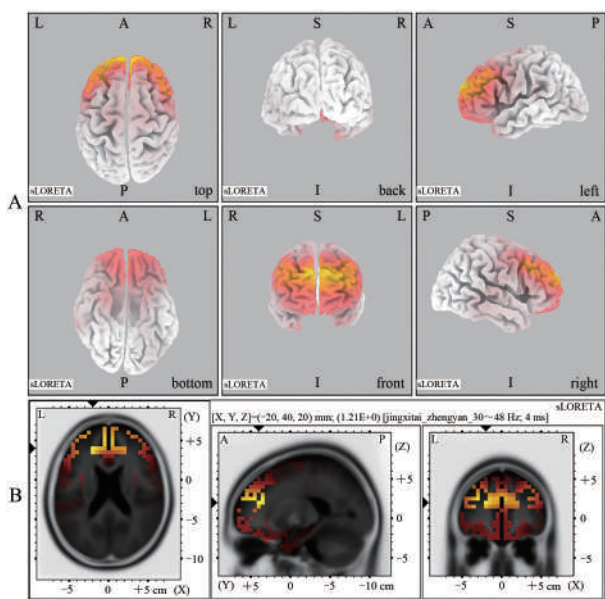 L A R
L S R
A S P
sLORETA P top
sLORETA I back
sLORETA I left
A
R A L
R S L
P S A
sLORETA P bottom
sLORETA I front
sLORETA I right
sLORETA
[X, Y, Z]=(−20, 40, 20) mm; (1.21E+0) [jingxitai_zhengyan_30～48 Hz; 4 ms]
B
L R (Y)
+5
0
−5
−10
−5 0 +5 cm (X)
A P (Z)
+5
0
−5
(Y) +5 0 −5 −10 cm
L R (Z)
+5
0
−5
−5 0 +5 cm (X)